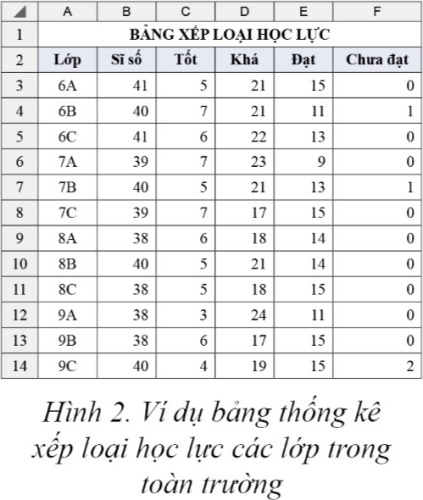 A B C D E F
1 BẢNG XẾP LOẠI HỌC LỰC
2 Lớp Sĩ số Tốt Khá Đạt Chưa đạt
3 6A 41 5 21 15 0
4 6B 40 7 21 11 1
5 6C 41 6 22 13 0
6 7A 39 7 23 9 0
7 7B 40 5 21 13 1
8 7C 39 7 17 15 0
9 8A 38 6 18 14 0
10 8B 40 5 21 14 0
11 8C 38 5 18 15 0
12 9A 38 3 24 11 0
13 9B 38 6 17 15 0
14 9C 40 4 19 15 2
Hình 2. Ví dụ bảng thống kê
xếp loại học lực các lớp trong
toàn trường